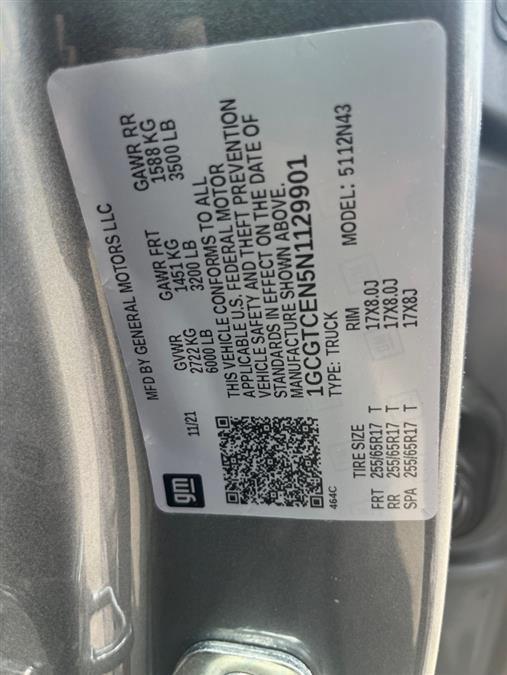 MFD BY GENERAL MOTORS LLC
11/21
GVWR
2722 KG
6000 LB
GAWR FRT
1451 KG
3200 LB
GAWR RR
1588 KG
3500 LB
THIS VEHICLE CONFORMS TO ALL
APPLICABLE U.S. FEDERAL MOTOR
VEHICLE SAFETY AND THEFT PREVENTION
STANDARDS IN EFFECT ON THE DATE OF
MANUFACTURE SHOWN ABOVE.
1GCGTCEN5N1129901
TYPE: TRUCK
MODEL: 5112N43
gm
464C
TIRE SIZE RIM
FRT 255/65R17 T 17X8.0J
RR 255/65R17 T 17X8.0J
SPA 255/65R17 T 17X8J